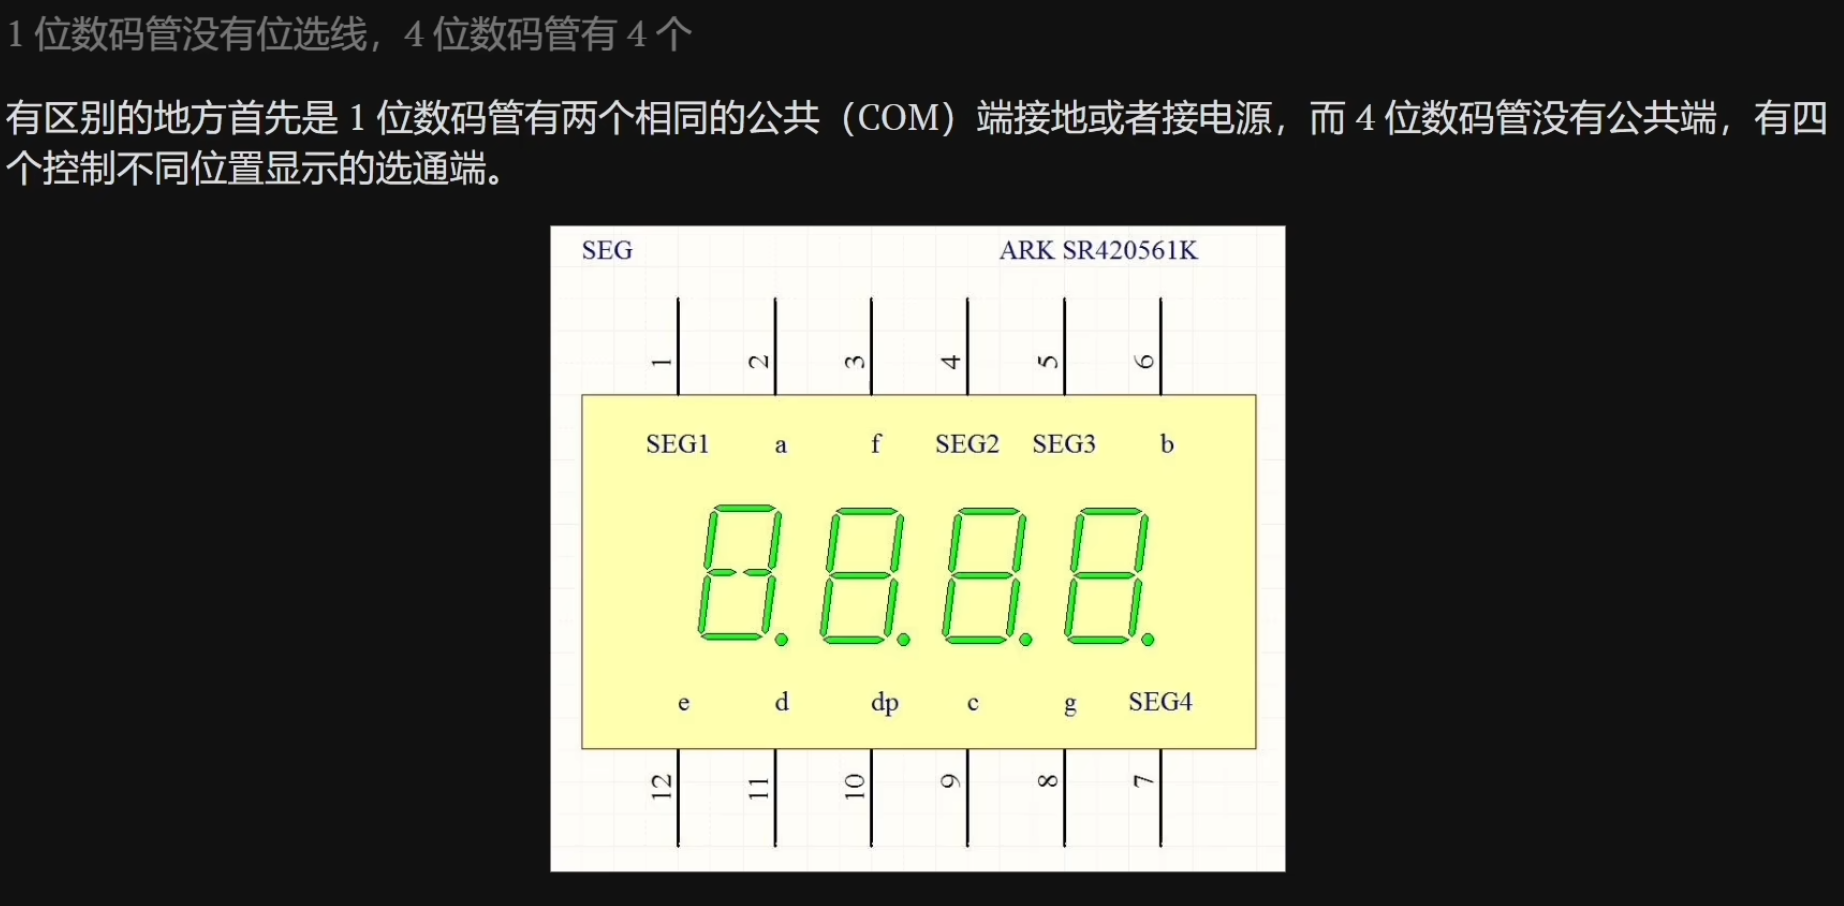 1 位数码管没有位选线，4 位数码管有 4 个
有区别的地方首先是 1 位数码管有两个相同的公共（COM）端接地或者接电源，而 4 位数码管没有公共端，有四
个控制不同位置显示的选通端。
SEG ARK SR420561K
1 2 3 4 5 6
SEG1 a f SEG2 SEG3 b
e d dp c g SEG4
12 11 10 9 8 7